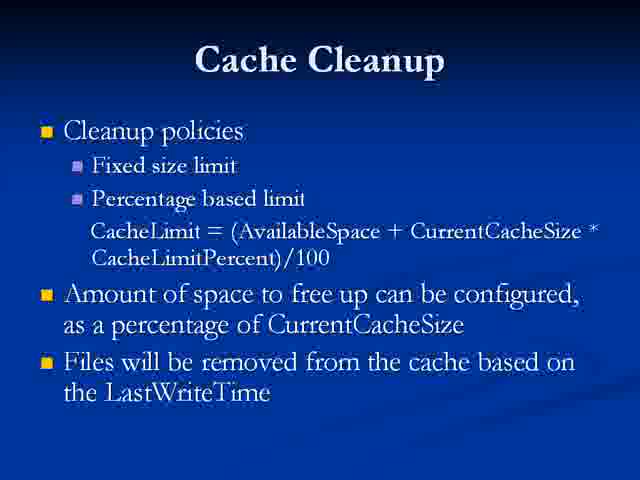 Cache Cleanup
Cleanup policies
Fixed size limit
Percentage based limit
CacheLimit = (AvailableSpace + CurrentCacheSize *
CacheLimitPercent)/100
Amount of space to free up can be configured,
as a percentage of CurrentCacheSize
Files will be removed from the cache based on
the LastWriteTime